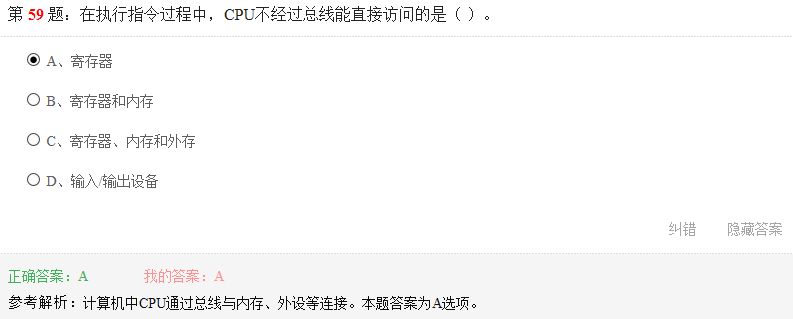 第 59 题：在执行指令过程中，CPU不经过总线能直接访问的是（ ）。
A、寄存器
B、寄存器和内存
C、寄存器、内存和外存
D、输入/输出设备
纠错 隐藏答案
正确答案：A 我的答案：A
参考解析：计算机中CPU通过总线与内存、外设等连接。本题答案为A选项。